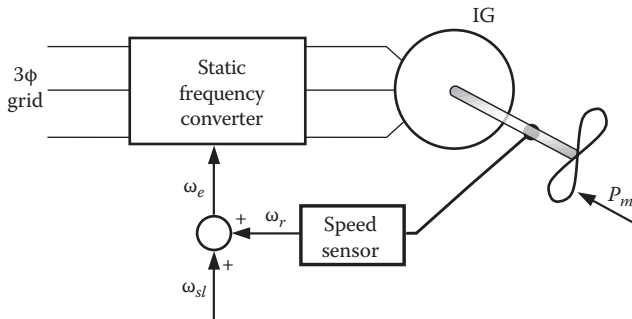 IG
3ϕ
grid
Static
frequency
converter
P_m
ω_e
+
ω_r
Speed
sensor
+
ω_sl